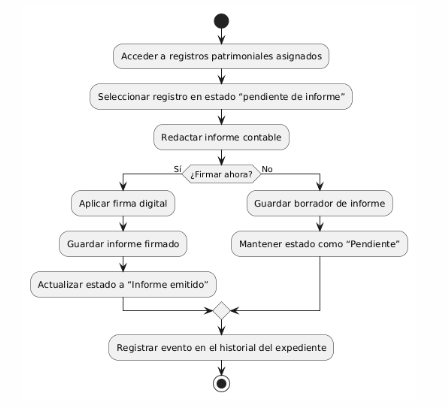 Acceder a registros patrimoniales asignados
Seleccionar registro en estado “pendiente de informe”
Redactar informe contable
¿Firmar ahora?
Sí
No
Aplicar firma digital
Guardar borrador de informe
Guardar informe firmado
Mantener estado como “Pendiente”
Actualizar estado a “Informe emitido”
Registrar evento en el historial del expediente